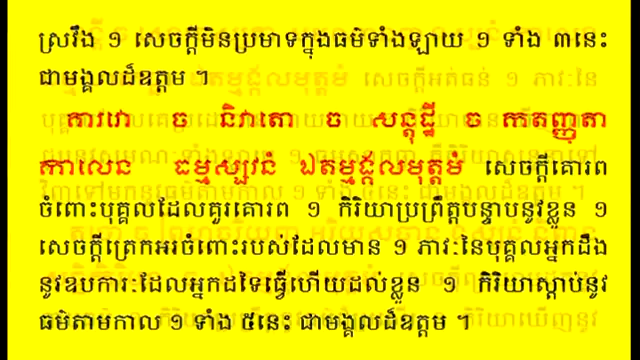 ស្រវឹង ១ សេចក្ដីមិនប្រមាទក្នុងធម៌ទាំងឡាយ ១ ទាំង ៣នេះ
ជាមង្គលដ៏ឧត្តម ។
គារវោ ច និវាតោ ច សន្តុដ្ឋី ច កតញ្ញុតា
កាលេន ធម្មស្សវនំ ឯតម្មង្គលមុត្តមំ សេចក្ដីគោរព
ចំពោះបុគ្គលដែលគួរគោរព ១ កិរិយាប្រព្រឹត្តបន្ទាបនូវខ្លួន ១
សេចក្ដីត្រេកអរចំពោះរបស់ដែលមាន ១ ភាវៈនៃបុគ្គលអ្នកដឹង
នូវឧបការៈដែលអ្នកដទៃធ្វើហើយដល់ខ្លួន ១ កិរិយាស្ដាប់នូវ
ធម៌តាមកាល ១ ទាំង ៥នេះ ជាមង្គលដ៏ឧត្តម ។